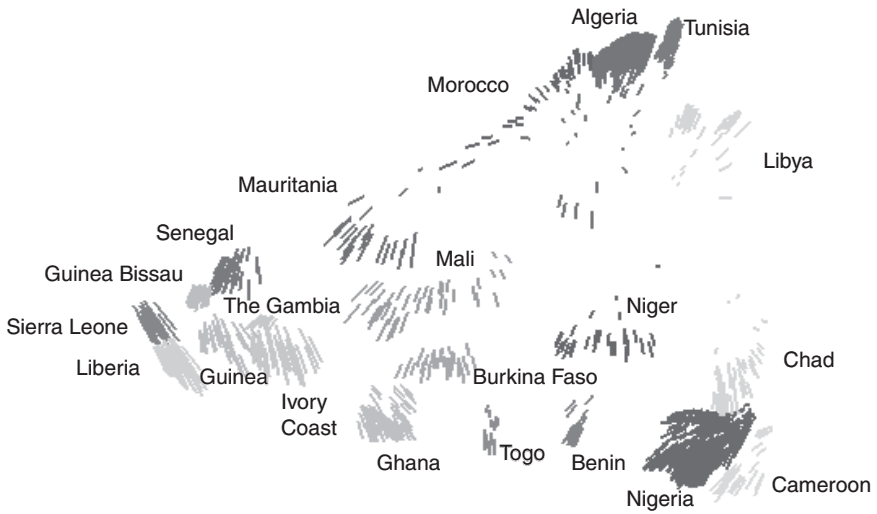 Algeria
Tunisia
Morocco
Libya
Mauritania
Senegal
Mali
Guinea Bissau
The Gambia
Niger
Sierra Leone
Liberia
Guinea
Burkina Faso
Chad
Ivory
Coast
Ghana
Togo
Benin
Nigeria
Cameroon